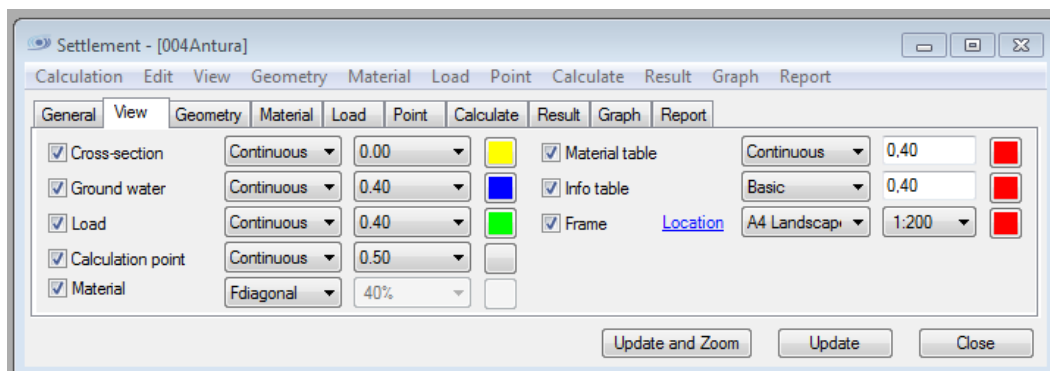 Settlement - [004Antura]
Calculation Edit View Geometry Material Load Point Calculate Result Graph Report
General View Geometry Material Load Point Calculate Result Graph Report
Cross-section Continuous 0.00 Material table Continuous 0,40
Ground water Continuous 0.40 Info table Basic 0,40
Load Continuous 0.40 Frame Location A4 Landscap 1:200
Calculation point Continuous 0.50
Material Fdiagonal 40%
Update and Zoom Update Close